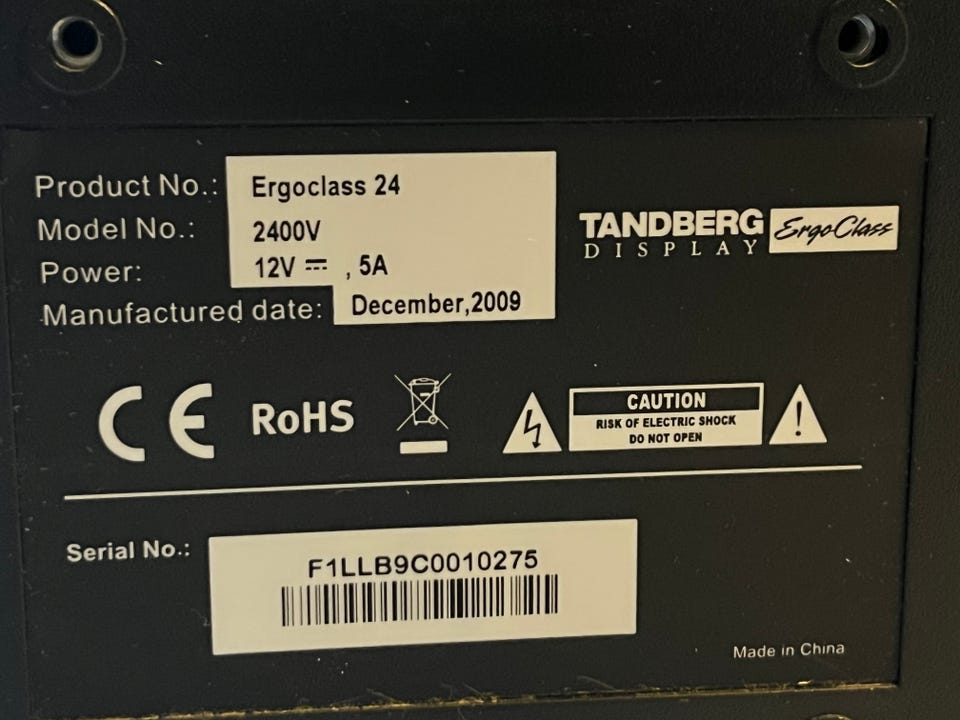 Product No.: Ergoclass 24
Model No.: 2400V
Power: 12V ⎓ , 5A
Manufactured date: December,2009
TANDBERG
DISPLAY
ErgoClass
CE RoHS
CAUTION
RISK OF ELECTRIC SHOCK
DO NOT OPEN
Serial No.: F1LLB9C0010275
Made in China